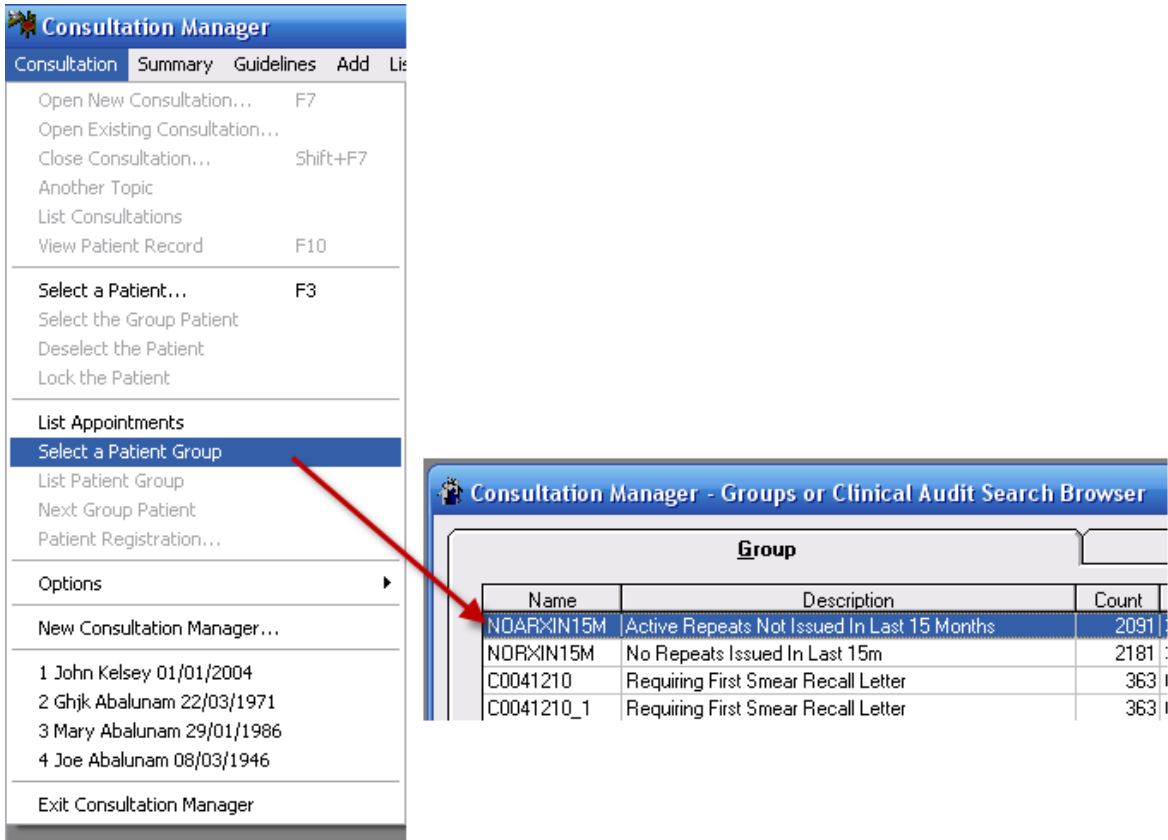 Consultation Manager
Consultation Summary Guidelines Add
Open New Consultation... F7
Open Existing Consultation...
Close Consultation... Shift+F7
Another Topic
List Consultations
View Patient Record F10
Select a Patient... F3
Select the Group Patient
Deselect the Patient
Lock the Patient
List Appointments
Select a Patient Group
List Patient Group
Next Group Patient
Patient Registration...
Options
New Consultation Manager...
1 John Kelsey 01/01/2004
2 Ghjk Abalunam 22/03/1971
3 Mary Abalunam 29/01/1986
4 Joe Abalunam 08/03/1946
Exit Consultation Manager
Consultation Manager - Groups or Clinical Audit Search Browser
Group
Name Description Count
NOARXIN15M Active Repeats Not Issued In Last 15 Months 2091
NORXIN15M No Repeats Issued In Last 15m 2181
C0041210 Requiring First Smear Recall Letter 363
C0041210_1 Requiring First Smear Recall Letter 363